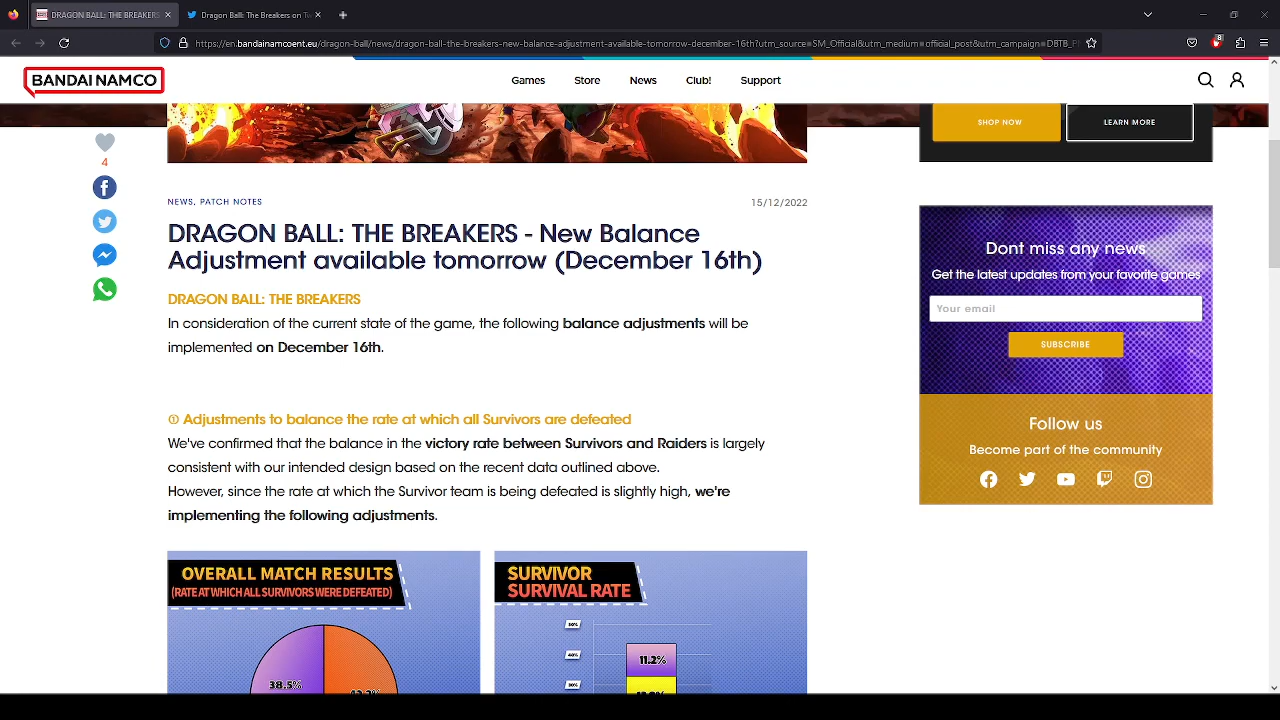 DRAGON BALL: THE BREAKERS
Dragon Ball: The Breakers on Tw
https://en.bandainamcoent.eu/dragon-ball/news/dragon-ball-the-breakers-new-balance-adjustment-available-tomorrow-december-16th?utm_source=SM_Official&utm_medium=official_post&utm_campaign=DBTB_P
8
BANDAI NAMCO
Games
Store
News
Club!
Support
SHOP NOW
LEARN MORE
4
NEWS, PATCH NOTES
15/12/2022
DRAGON BALL: THE BREAKERS - New Balance
Adjustment available tomorrow (December 16th)
DRAGON BALL: THE BREAKERS
In consideration of the current state of the game, the following balance adjustments will be
implemented on December 16th.
① Adjustments to balance the rate at which all Survivors are defeated
We've confirmed that the balance in the victory rate between Survivors and Raiders is largely
consistent with our intended design based on the recent data outlined above.
However, since the rate at which the Survivor team is being defeated is slightly high, we're
implementing the following adjustments.
OVERALL MATCH RESULTS
(RATE AT WHICH ALL SURVIVORS WERE DEFEATED)
38.5%
SURVIVOR
SURVIVAL RATE
50%
40%
30%
11.2%
Dont miss any news
Get the latest updates from your favorite games
Your email
SUBSCRIBE
Follow us
Become part of the community